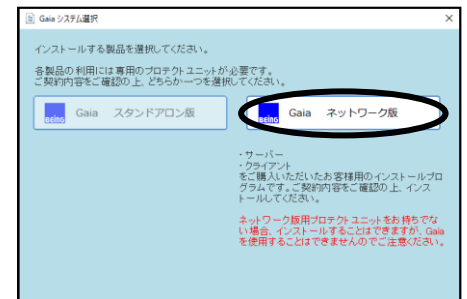 Gaia システム選択
インストールする製品を選択してください。
各製品の利用には専用のプロテクトユニットが必要です。
ご契約内容をご確認の上、どちらか一つを選択してください。
BEING Gaia スタンドアロン版
BEING Gaia ネットワーク版
・サーバー
・クライアント
をご購入いただいたお客様用のインストールプロ
グラムです。ご契約内容をご確認の上、インス
トールしてください。
ネットワーク版用プロテクトユニットをお持ちでな
い場合、インストールすることはできますが、Gaia
を使用することはできませんのでご注意ください。